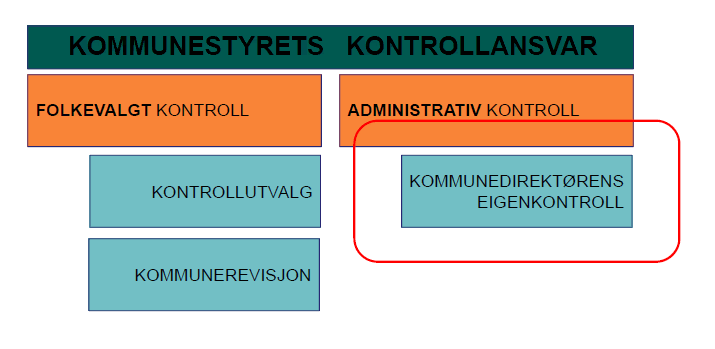 KOMMUNESTYRETS KONTROLLANSVAR
FOLKEVALGT KONTROLL
ADMINISTRATIV KONTROLL
KONTROLLUTVALG
KOMMUNEDIREKTØRENS
EIGENKONTROLL
KOMMUNEREVISJON